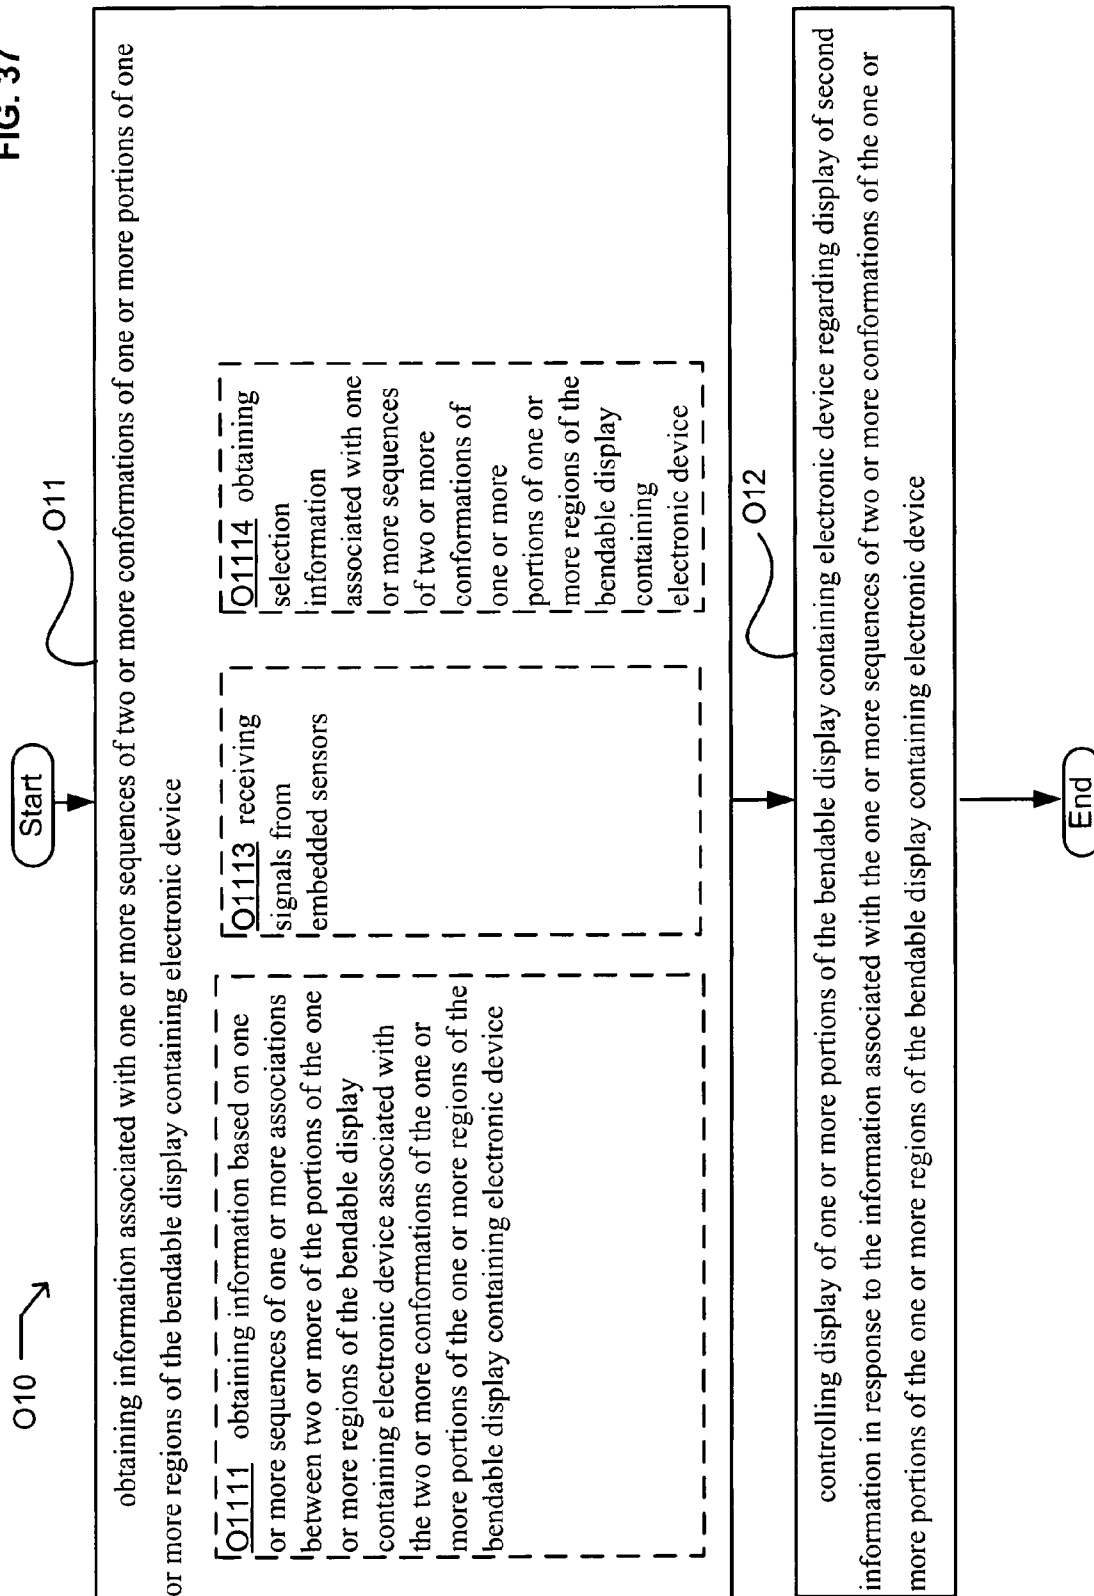 FIG. 37
O10
Start
O11
obtaining information associated with one or more sequences of two or more conformations of one or more portions of one
or more regions of the bendable display containing electronic device
O1111 obtaining information based on one
or more sequences of one or more associations
between two or more of the portions of the one
or more regions of the bendable display
containing electronic device associated with
the two or more conformations of the one or
more portions of the one or more regions of the
bendable display containing electronic device
O1113 receiving
signals from
embedded sensors
O1114 obtaining
selection
information
associated with one
or more sequences
of two or more
conformations of
one or more
portions of one or
more regions of the
bendable display
containing
electronic device
O12
controlling display of one or more portions of the bendable display containing electronic device regarding display of second
information in response to the information associated with the one or more sequences of two or more conformations of the one or
more portions of the one or more regions of the bendable display containing electronic device
End